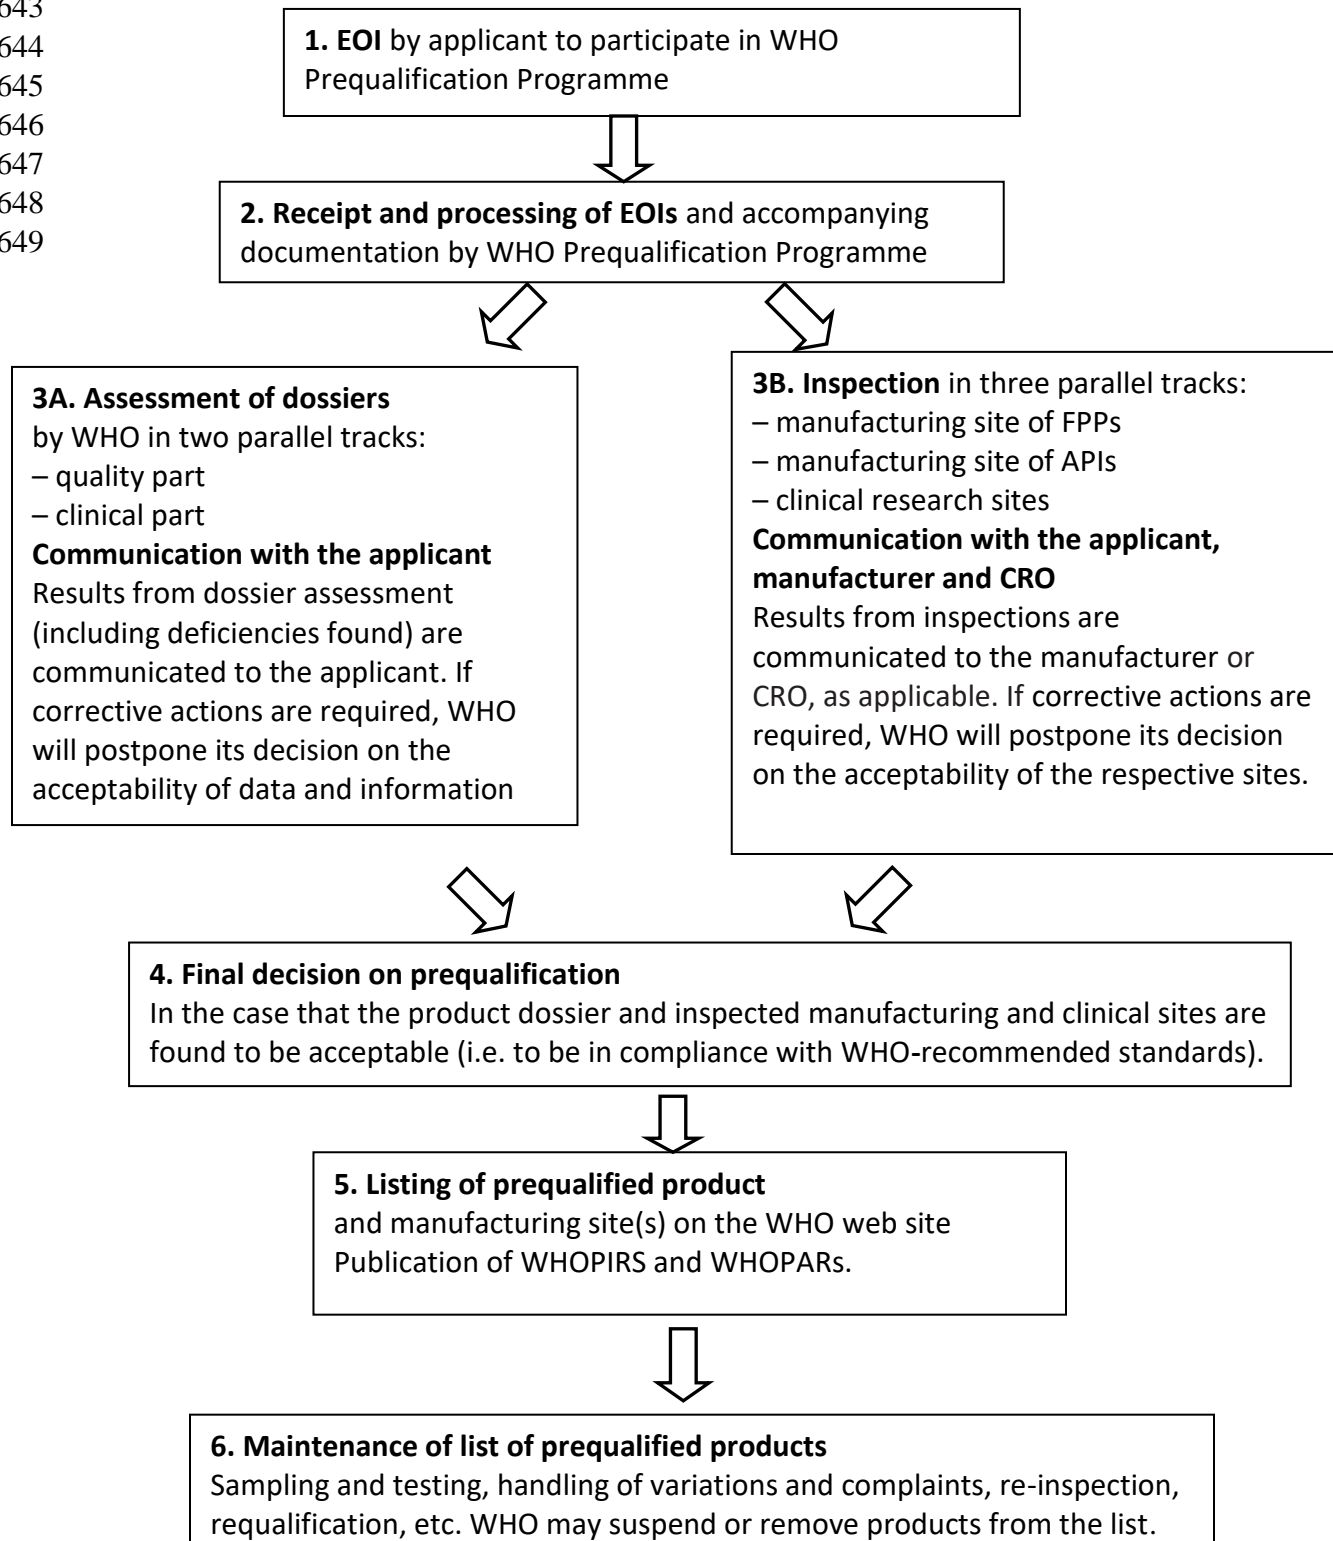 643
644
645
646
647
648
649
1. EOI by applicant to participate in WHO
Prequalification Programme
2. Receipt and processing of EOIs and accompanying
documentation by WHO Prequalification Programme
3A. Assessment of dossiers
by WHO in two parallel tracks:
– quality part
– clinical part
Communication with the applicant
Results from dossier assessment
(including deficiencies found) are
communicated to the applicant. If
corrective actions are required, WHO
will postpone its decision on the
acceptability of data and information
3B. Inspection in three parallel tracks:
– manufacturing site of FPPs
– manufacturing site of APIs
– clinical research sites
Communication with the applicant,
manufacturer and CRO
Results from inspections are
communicated to the manufacturer or
CRO, as applicable. If corrective actions are
required, WHO will postpone its decision
on the acceptability of the respective sites.
4. Final decision on prequalification
In the case that the product dossier and inspected manufacturing and clinical sites are
found to be acceptable (i.e. to be in compliance with WHO-recommended standards).
5. Listing of prequalified product
and manufacturing site(s) on the WHO web site
Publication of WHOPIRS and WHOPARs.
6. Maintenance of list of prequalified products
Sampling and testing, handling of variations and complaints, re-inspection,
requalification, etc. WHO may suspend or remove products from the list.